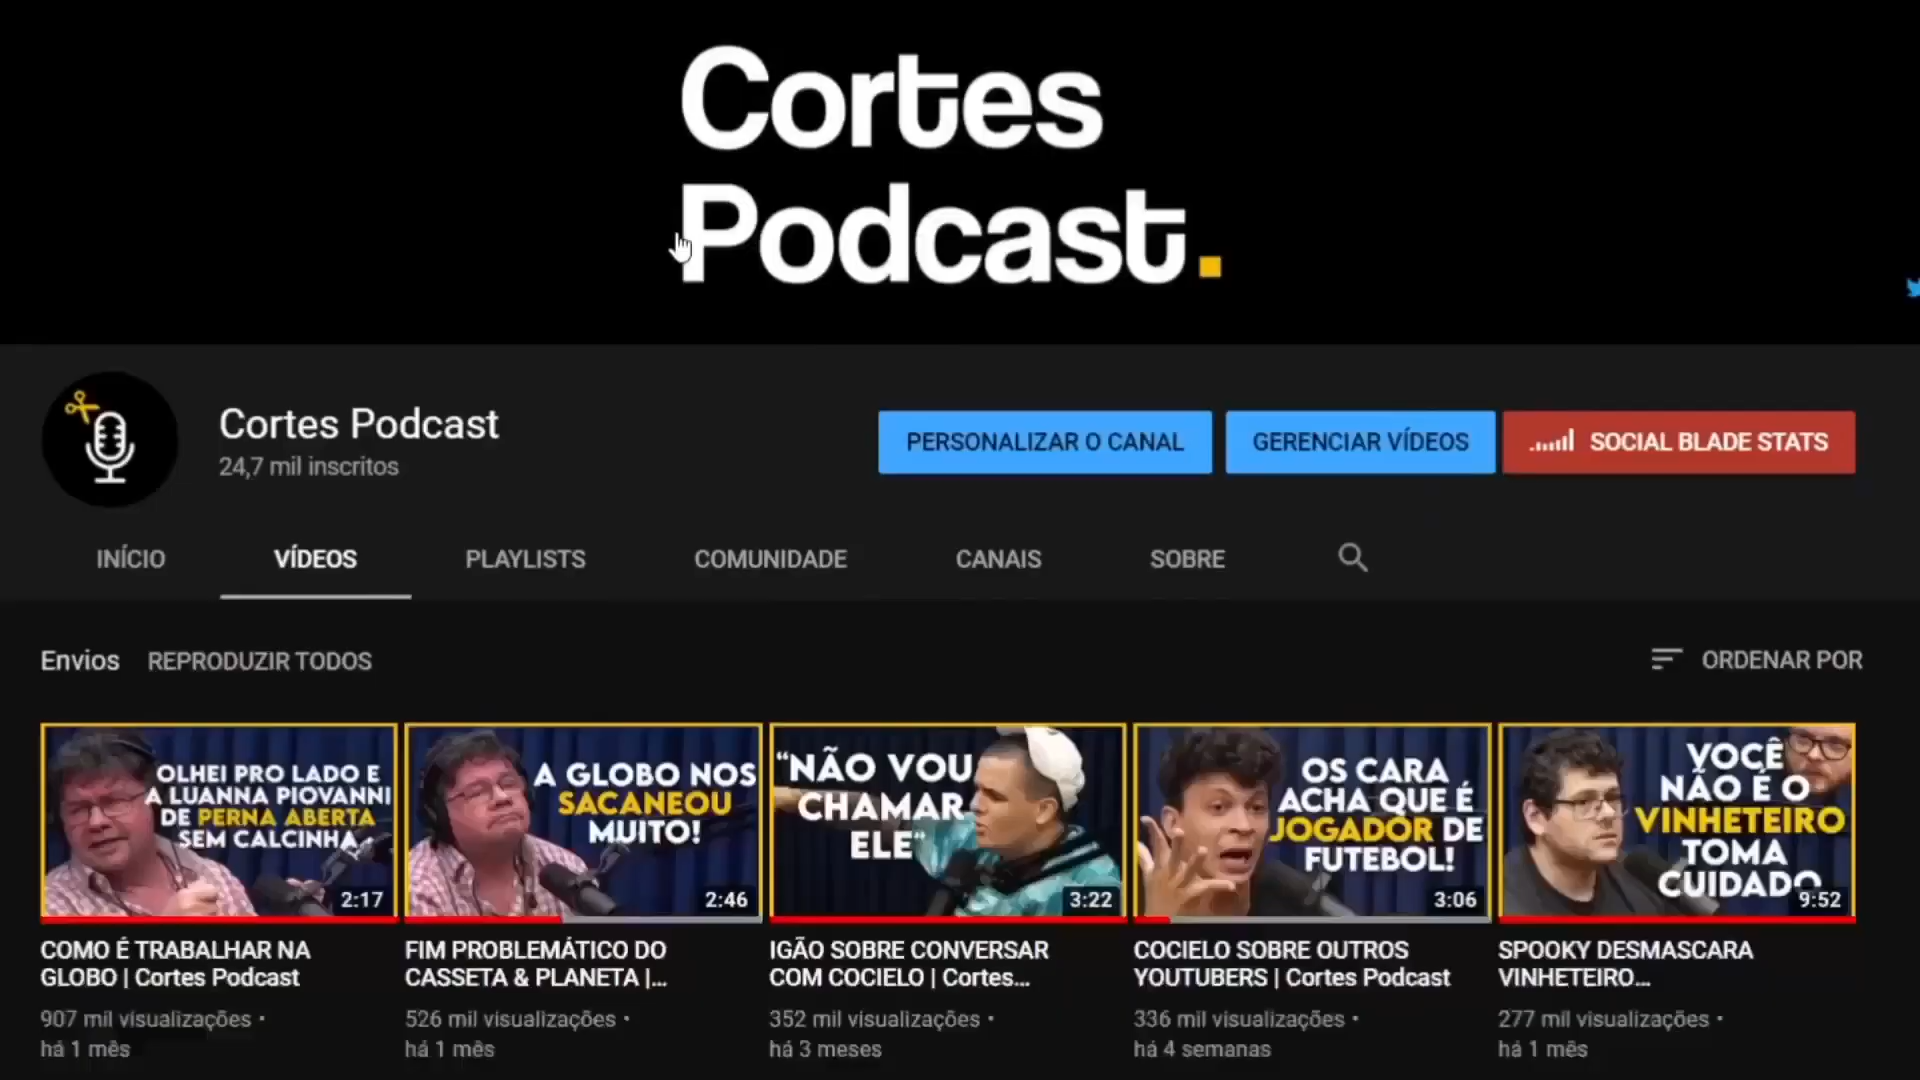 Cortes
Podcast.
Cortes Podcast
24,7 mil inscritos
PERSONALIZAR O CANAL
GERENCIAR VÍDEOS
SOCIAL BLADE STATS
INÍCIO
VÍDEOS
PLAYLISTS
COMUNIDADE
CANAIS
SOBRE
Envios
REPRODUZIR TODOS
ORDENAR POR
OLHEI PRO LADO E
A LUANNA PIOVANNI
DE PERNA ABERTA
SEM CALCINHA..
2:17
COMO É TRABALHAR NA
GLOBO | Cortes Podcast
907 mil visualizações •
há 1 mês
A GLOBO NOS
SACANEOU
MUITO!
2:46
FIM PROBLEMÁTICO DO
CASSETA & PLANETA |...
526 mil visualizações •
há 1 mês
“NÃO VOU
CHAMAR
ELE“
3:22
IGÃO SOBRE CONVERSAR
COM COCIELO | Cortes...
352 mil visualizações •
há 3 meses
OS CARA
ACHA QUE É
JOGADOR DE
FUTEBOL!
3:06
COCIELO SOBRE OUTROS
YOUTUBERS | Cortes Podcast
336 mil visualizações •
há 4 semanas
VOCÊ
NÃO É O
VINHETEIRO
TOMA
CUIDADO
9:52
SPOOKY DESMASCARA
VINHETEIRO...
277 mil visualizações •
há 1 mês